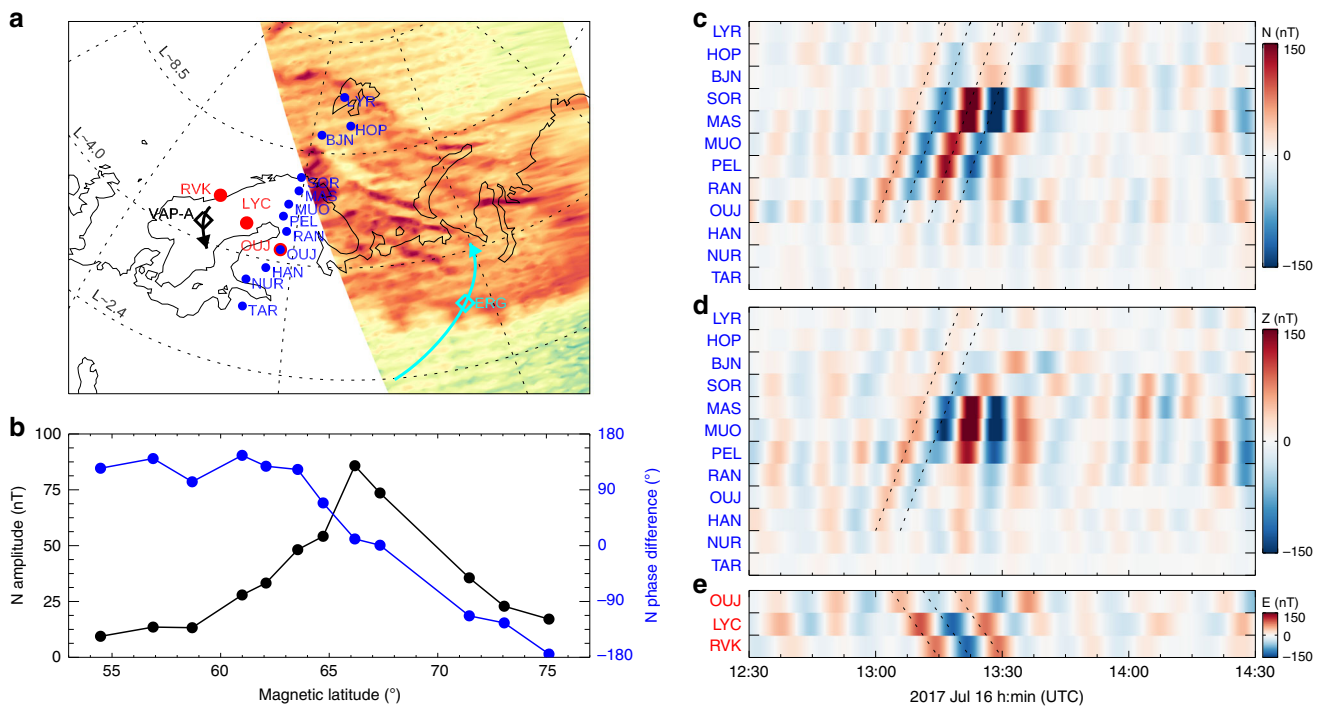 a
L~8.5
L~4.0
L~2.4
LYR
HOP
BJN
SOR
MAS
MUO
PEL
RAN
OUJ
HAN
NUR
TAR
RVK
LYC
OUJ
VAP-A
ERG
b
N amplitude (nT)
100
75
50
25
0
55
60
65
70
75
Magnetic latitude (°)
180
90
0
−90
−180
N phase difference (°)
c
LYR
HOP
BJN
SOR
MAS
MUO
PEL
RAN
OUJ
HAN
NUR
TAR
N (nT)
150
0
−150
d
LYR
HOP
BJN
SOR
MAS
MUO
PEL
RAN
OUJ
HAN
NUR
TAR
Z (nT)
150
0
−150
e
OUJ
LYC
RVK
E (nT)
150
0
−150
12:30
13:00
13:30
14:00
14:30
2017 Jul 16 h:min (UTC)